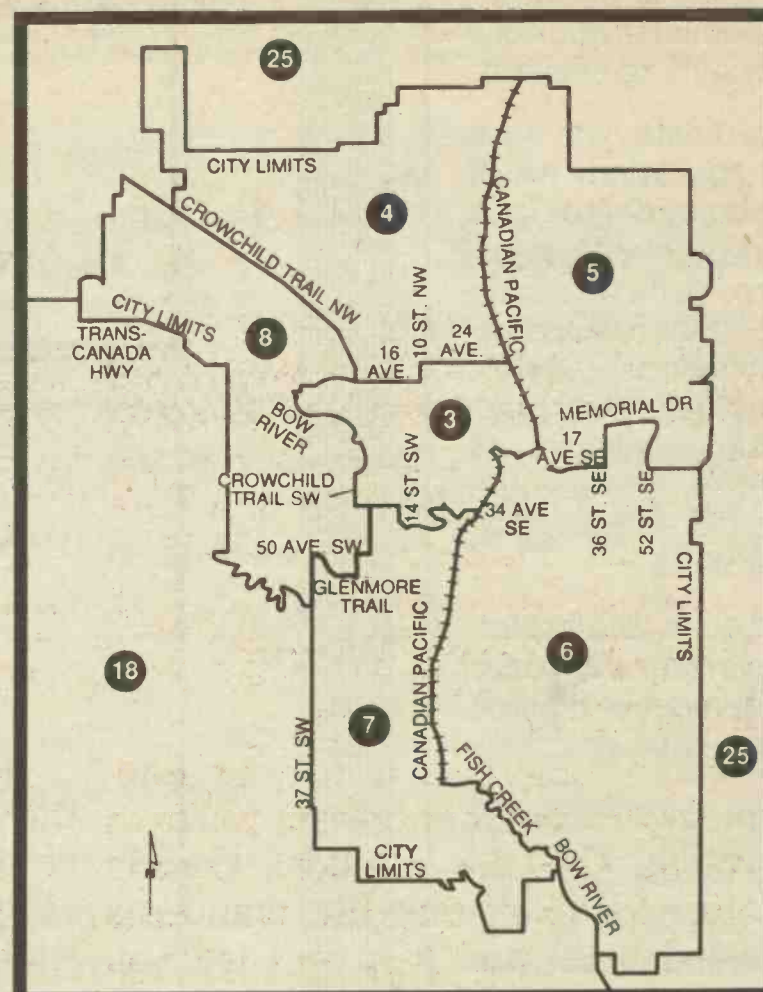 25
CITY LIMITS
4
CROWCHILD TRAIL NW
CANADIAN PACIFIC
5
10 ST. NW
CITY LIMITS
TRANS-
CANADA
HWY
8
16
AVE.
24
AVE.
BOW
RIVER
3
MEMORIAL DR
17
AVE SE
CROWCHILD
TRAIL SW
14 ST. SW
34 AVE
SE
36 ST. SE
52 ST. SE
50 AVE. SW
GLENMORE
TRAIL
CITY LIMITS
18
6
7
CANADIAN PACIFIC
25
37 ST. SW
FISH CREEK
BOW RIVER
CITY
LIMITS
N